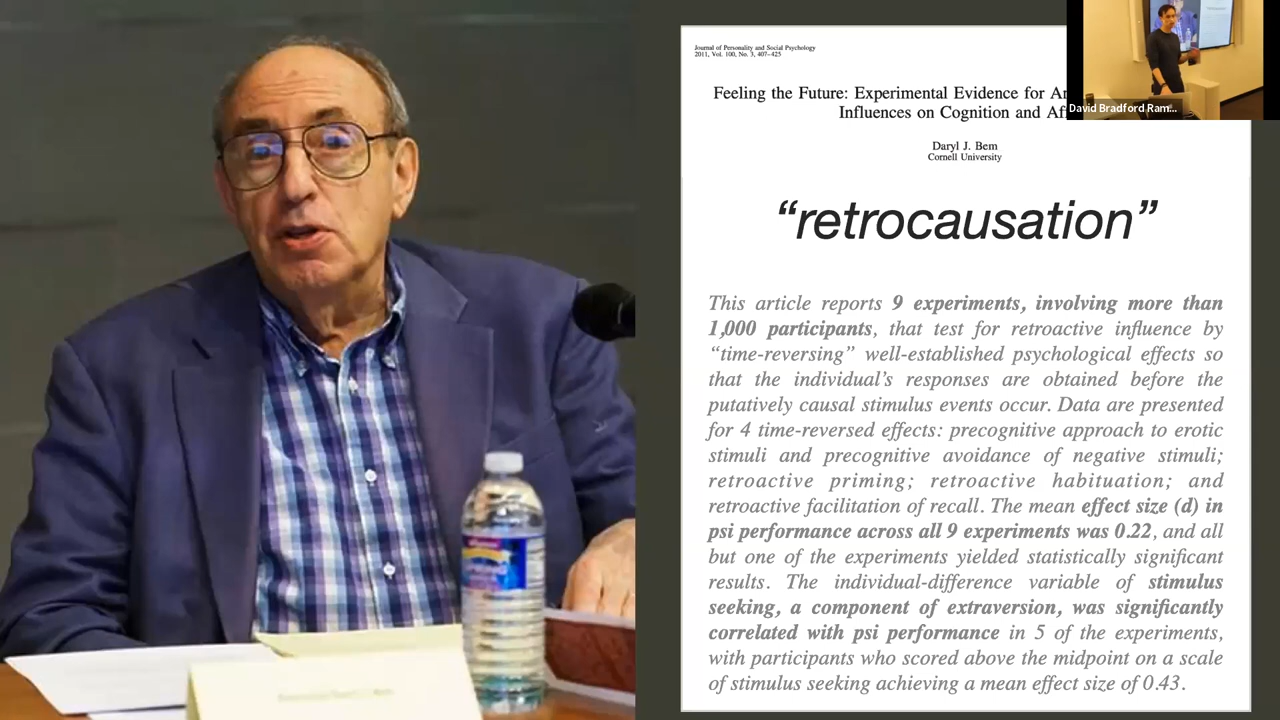 Journal of Personality and Social Psychology
2011, Vol. 100, No. 3, 407–425
Feeling the Future: Experimental Evidence for
Influences on Cognition and
Daryl J. Bem
Cornell University
David Bradford Ram...
“retrocausation”
This article reports 9 experiments, involving more than
1,000 participants, that test for retroactive influence by
“time-reversing” well-established psychological effects so
that the individual’s responses are obtained before the
putatively causal stimulus events occur. Data are presented
for 4 time-reversed effects: precognitive approach to erotic
stimuli and precognitive avoidance of negative stimuli;
retroactive priming; retroactive habituation; and
retroactive facilitation of recall. The mean effect size (d) in
psi performance across all 9 experiments was 0.22, and all
but one of the experiments yielded statistically significant
results. The individual-difference variable of stimulus
seeking, a component of extraversion, was significantly
correlated with psi performance in 5 of the experiments,
with participants who scored above the midpoint on a scale
of stimulus seeking achieving a mean effect size of 0.43.